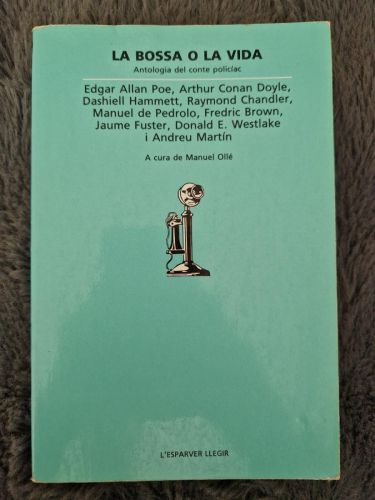 LA BOSSA O LA VIDA
Antologia del conte policíac
Edgar Allan Poe, Arthur Conan Doyle,
Dashiell Hammett, Raymond Chandler,
Manuel de Pedrolo, Fredric Brown,
Jaume Fuster, Donald E. Westlake
i Andreu Martín
A cura de Manuel Ollé
L'ESPARVER LLEGIR